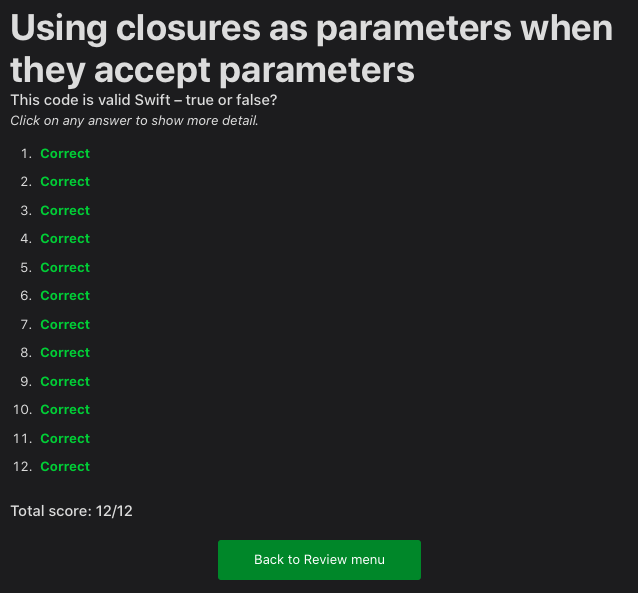 Using closures as parameters when
they accept parameters
This code is valid Swift – true or false?
Click on any answer to show more detail.
1. Correct
2. Correct
3. Correct
4. Correct
5. Correct
6. Correct
7. Correct
8. Correct
9. Correct
10. Correct
11. Correct
12. Correct
Total score: 12/12
Back to Review menu